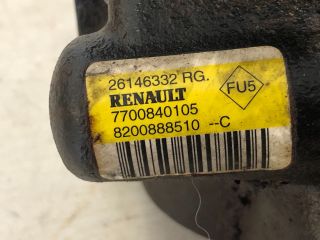 26146332 RG.
RENAULT
FU5
7700840105
8200888510 --C